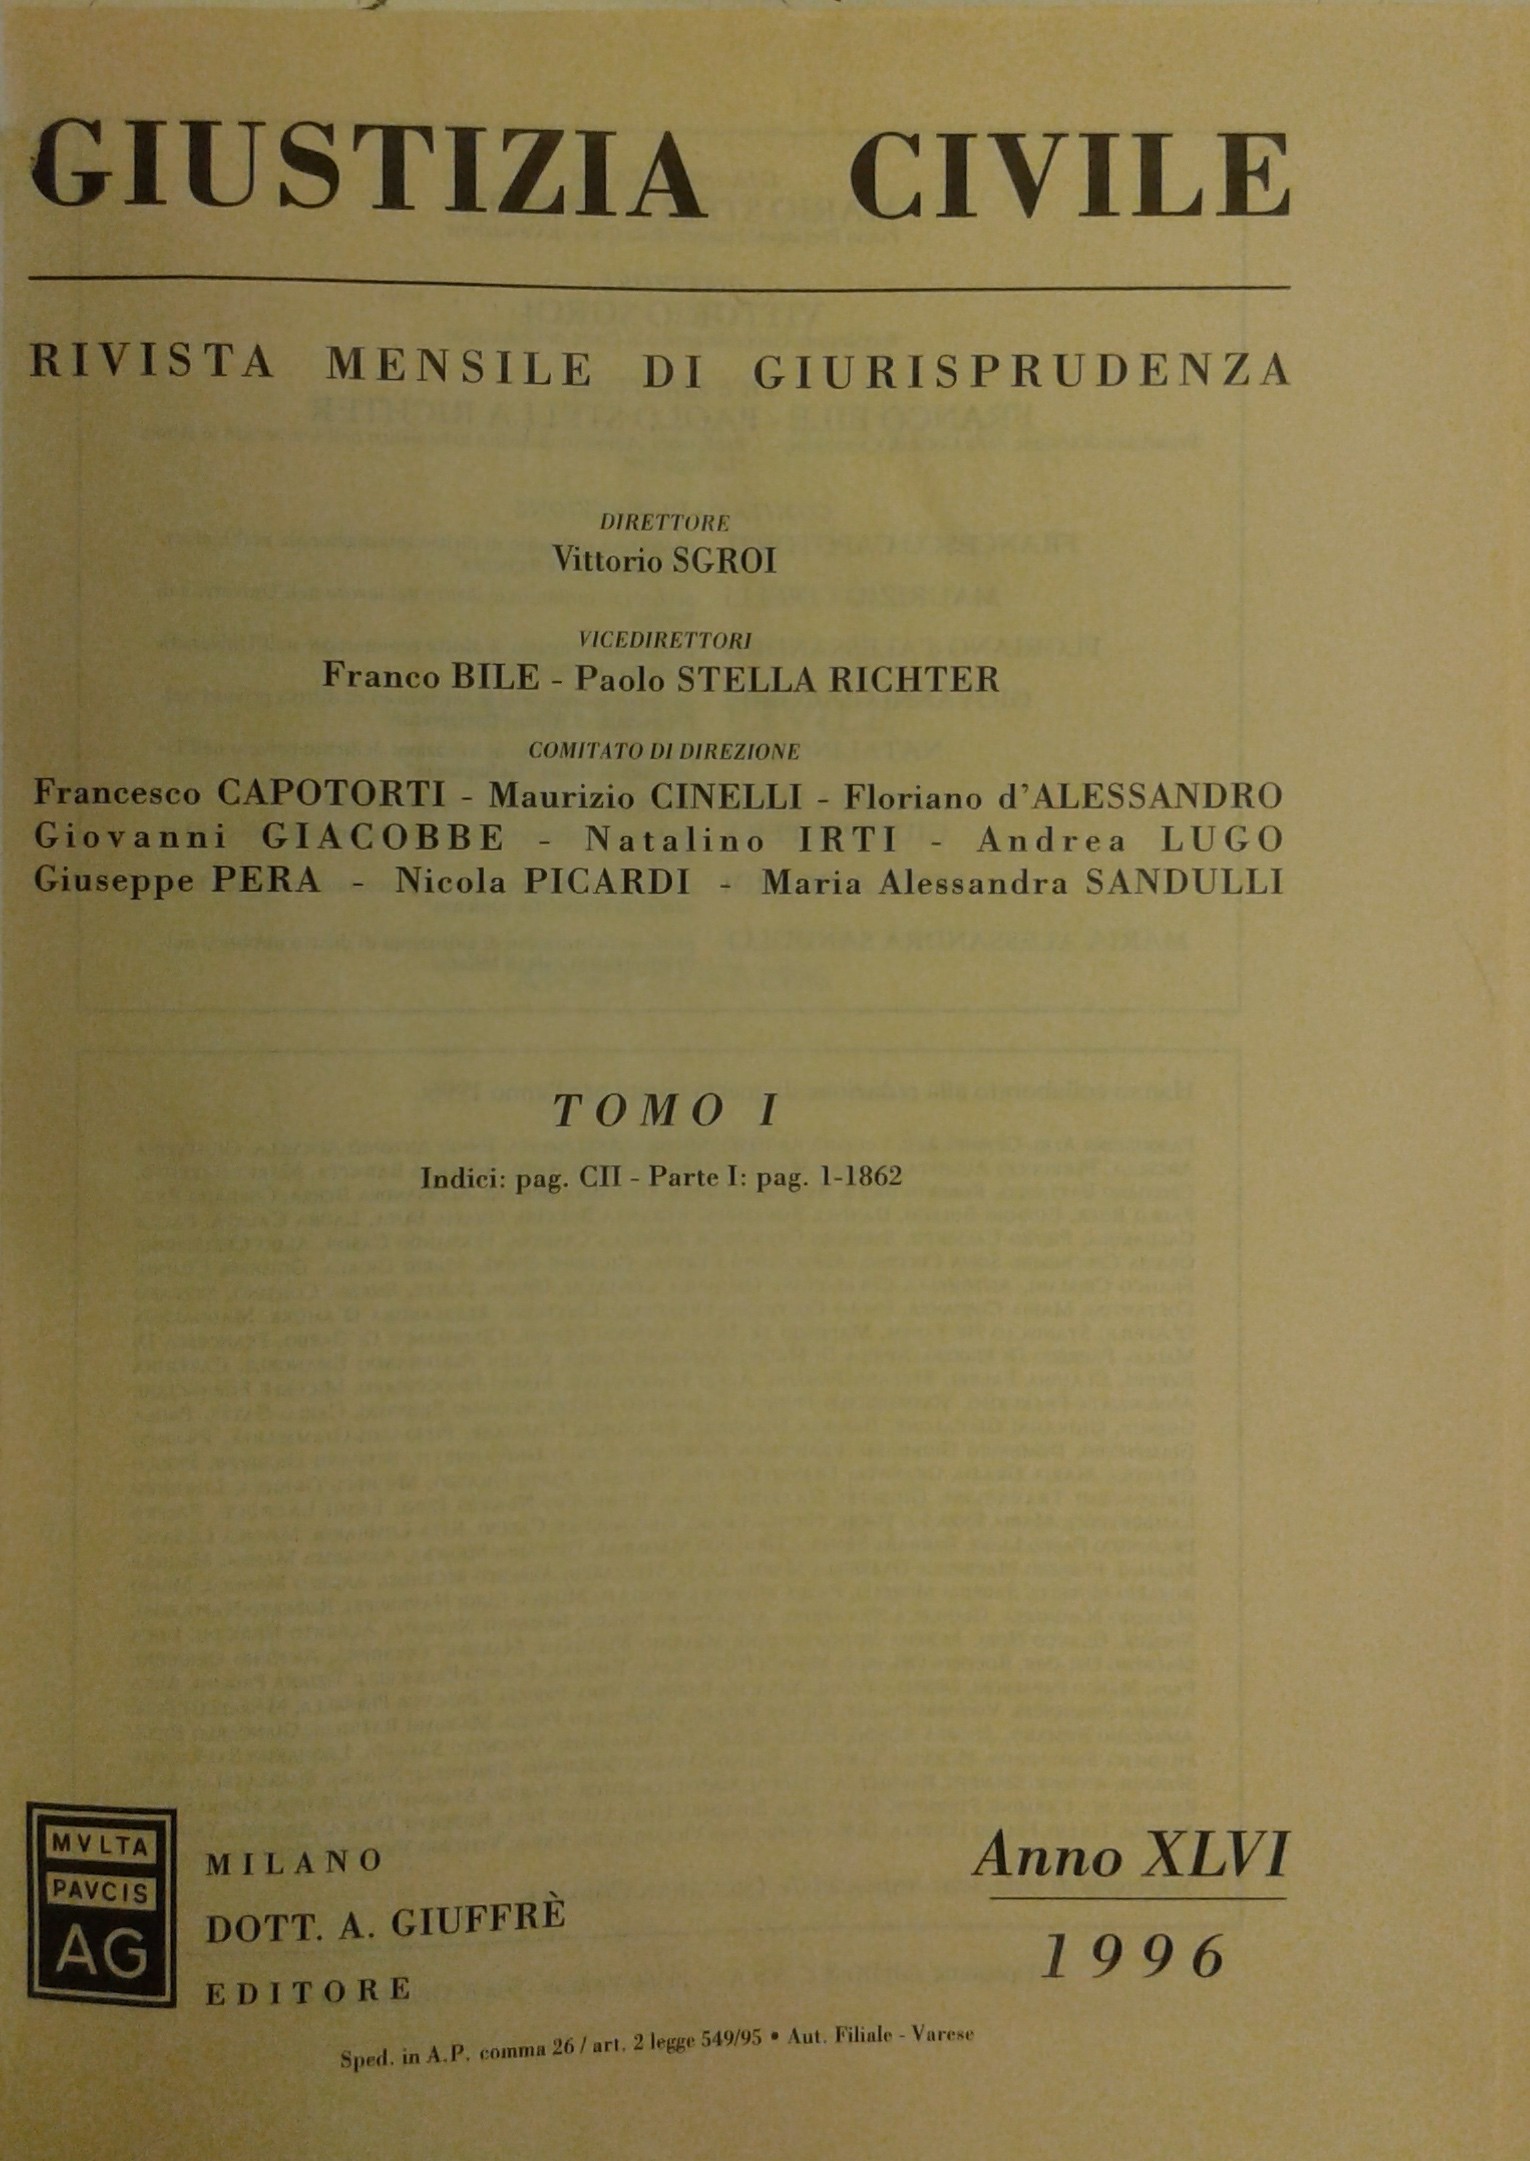 GIUSTIZIA CIVILE
RIVISTA MENSILE DI GIURISPRUDENZA
DIRETTORE
Vittorio SGROI
VICEDIRETTORI
Franco BILE - Paolo STELLA RICHTER
COMITATO DI DIREZIONE
Francesco CAPOTORTI - Maurizio CINELLI - Floriano d'ALESSANDRO
Giovanni GIACOBBE - Natalino IRTI - Andrea LUGO
Giuseppe PERA - Nicola PICARDI - Maria Alessandra SANDULLI
TOMO I
Indici: pag. CII - Parte I: pag. 1-1862
MVLTA
PAVCIS
AG
MILANO
DOTT. A. GIUFFRÈ
EDITORE
Anno XLVI
1996
Sped. in A.P. comma 26 / art. 2 legge 549/95 • Aut. Filiale - Varese